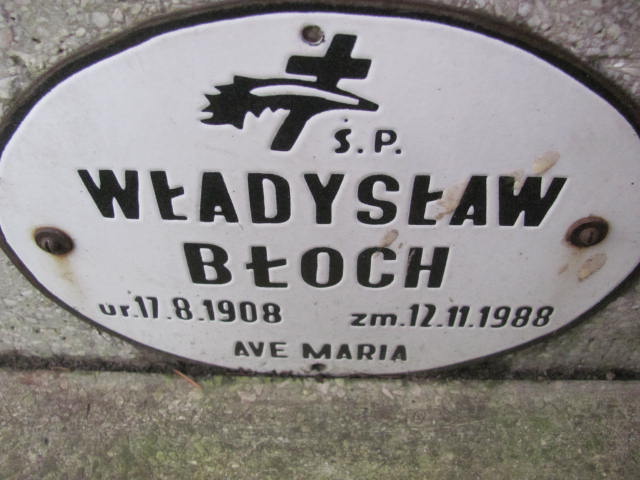 Ś.P.
WŁADYSŁAW
BŁOCH
ur.17.8.1908 zm.12.11.1988
AVE MARIA